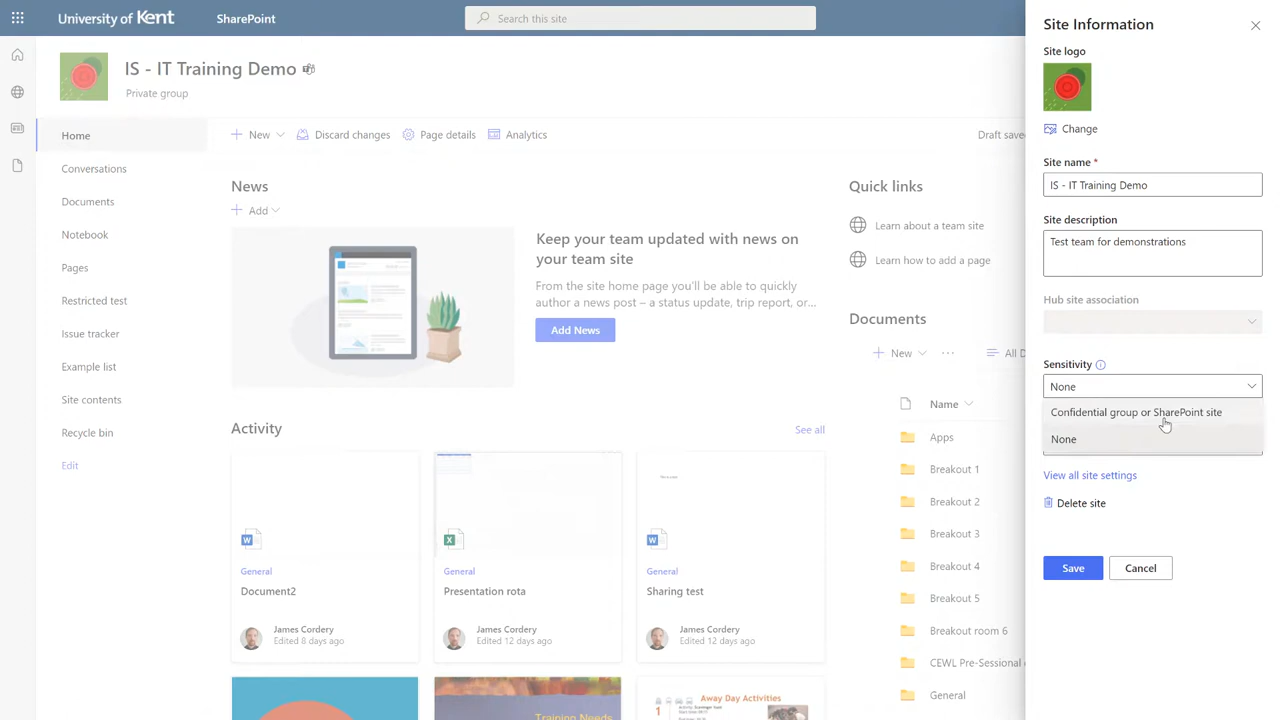 University of Kent
SharePoint
Search this site
IS - IT Training Demo
Private group
Home
Conversations
Documents
Notebook
Pages
Restricted test
Issue tracker
Example list
Site contents
Recycle bin
Edit
New
Discard changes
Page details
Analytics
Draft save
News
Add
Keep your team updated with news on
your team site
From the site home page you'll be able to quickly
author a news post – a status update, trip report, or...
Add News
Activity
See all
General
Document2
James Cordery
Edited 8 days ago
General
Presentation rota
James Cordery
Edited 12 days ago
General
Sharing test
James Cordery
Edited 12 days ago
Training Needs
Away Day Activities
1
Quick links
Learn about a team site
Learn how to add a page
Documents
New
All D
Name
Apps
Breakout 1
Breakout 2
Breakout 3
Breakout 4
Breakout 5
Breakout room 6
CEWL Pre-Sessional
General
Site Information
Site logo
Change
Site name *
IS - IT Training Demo
Site description
Test team for demonstrations
Hub site association
Sensitivity
None
Confidential group or SharePoint site
None
View all site settings
Delete site
Save
Cancel